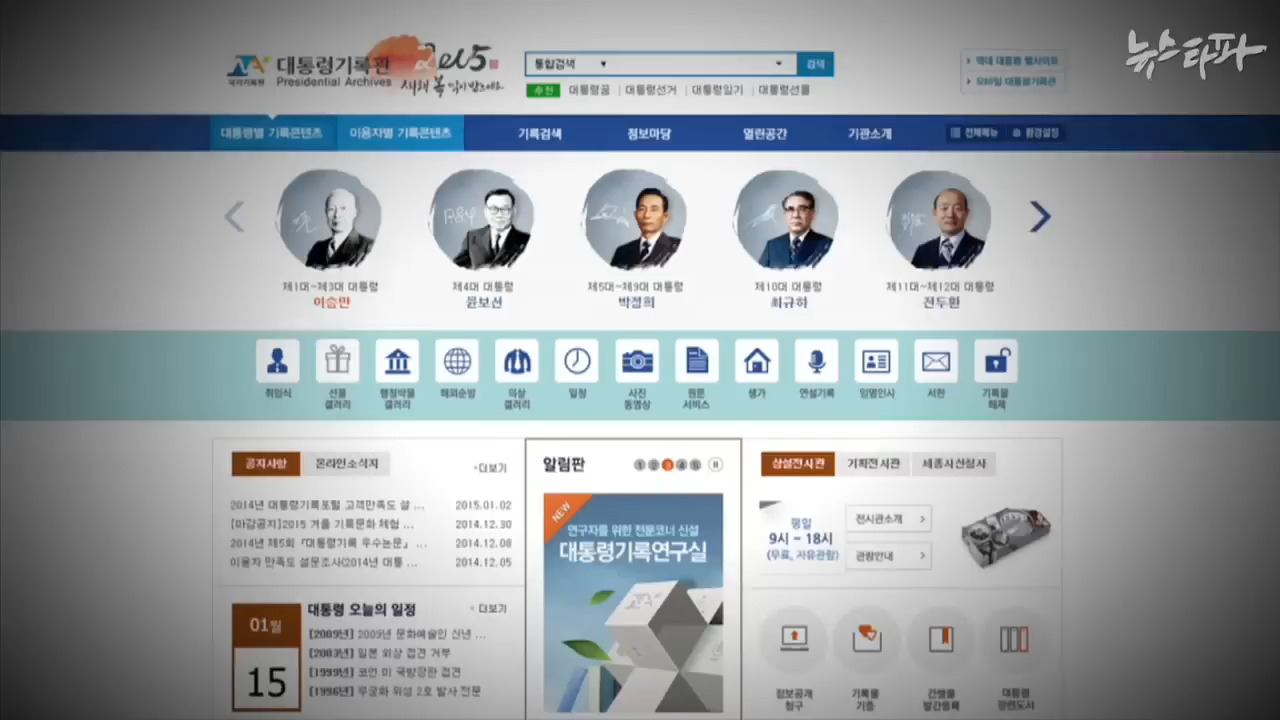 뉴스타파
국가기록원
대통령기록관
Presidential Archives
2015
새해 복 많이 받으세요
통합검색
검색
추천 대통령꿈 | 대통령선거 | 대통령일기 | 대통령선물
역대 대통령 웹사이트
모바일 대통령기록관
대통령별 기록콘텐츠 이용자별 기록콘텐츠 기록검색 정보마당 열린공간 기관소개 전체메뉴 환경설정
제1대-제3대 대통령
이승만
제4대 대통령
윤보선
제5대-제9대 대통령
박정희
제10대 대통령
최규하
제11대-제12대 대통령
전두환
취임식
선물
갤러리
행정박물
갤러리
해외순방
의상
갤러리
일정
사진
동영상
원문
서비스
생가
연설기록
임명인사
서한
기록물
해제
공지사항 온라인소식지 +더보기
2014년 대통령기록포털 고객만족도 설 ... 2015.01.02
[마감공지]2015 겨울 기록문화 체험 ... 2014.12.30
2014년 제5회 『대통령기록 우수논문』 ... 2014.12.08
이용자 만족도 설문조사(2014년 대통 ... 2014.12.05
01월
15
대통령 오늘의 일정 + 더보기
[2009년] 2009년 문화예술인 신년 ...
[2003년] 일본 외상 접견 거부
[1999년] 코언 미 국방장관 접견
[1996년] 무궁화 위성 2호 발사 전문
알림판
1 2 3 4 5
NEW
연구자를 위한 전문코너 신설
대통령기록연구실
상설전시관 기획전시관 세종시신청사
평일
9시 - 18시
(무료, 자유관람)
전시관소개 >
관람안내 >
정보공개
청구
기록물
기증
간행물
발간등록
대통령
관련도서